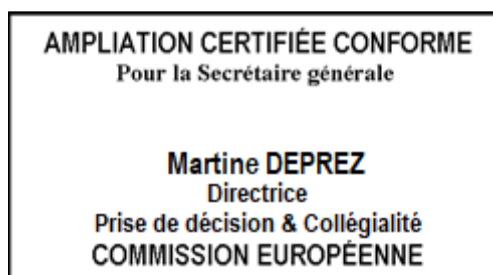 AMPLIATION CERTIFIÉE CONFORME
Pour la Secrétaire générale
Martine DEPREZ
Directrice
Prise de décision & Collégialité
COMMISSION EUROPÉENNE